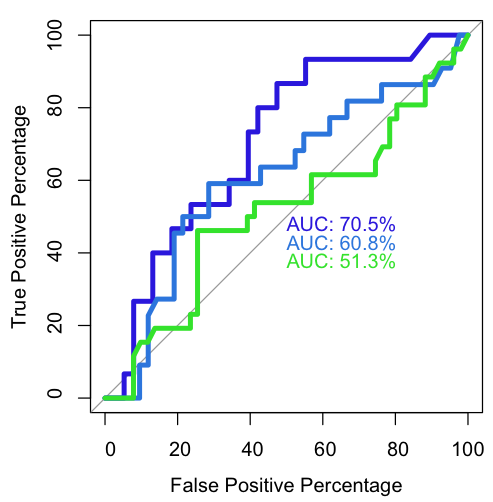 True Positive Percentage
100
80
60
40
20
0
AUC: 70.5%
AUC: 60.8%
AUC: 51.3%
0 20 40 60 80 100
False Positive Percentage